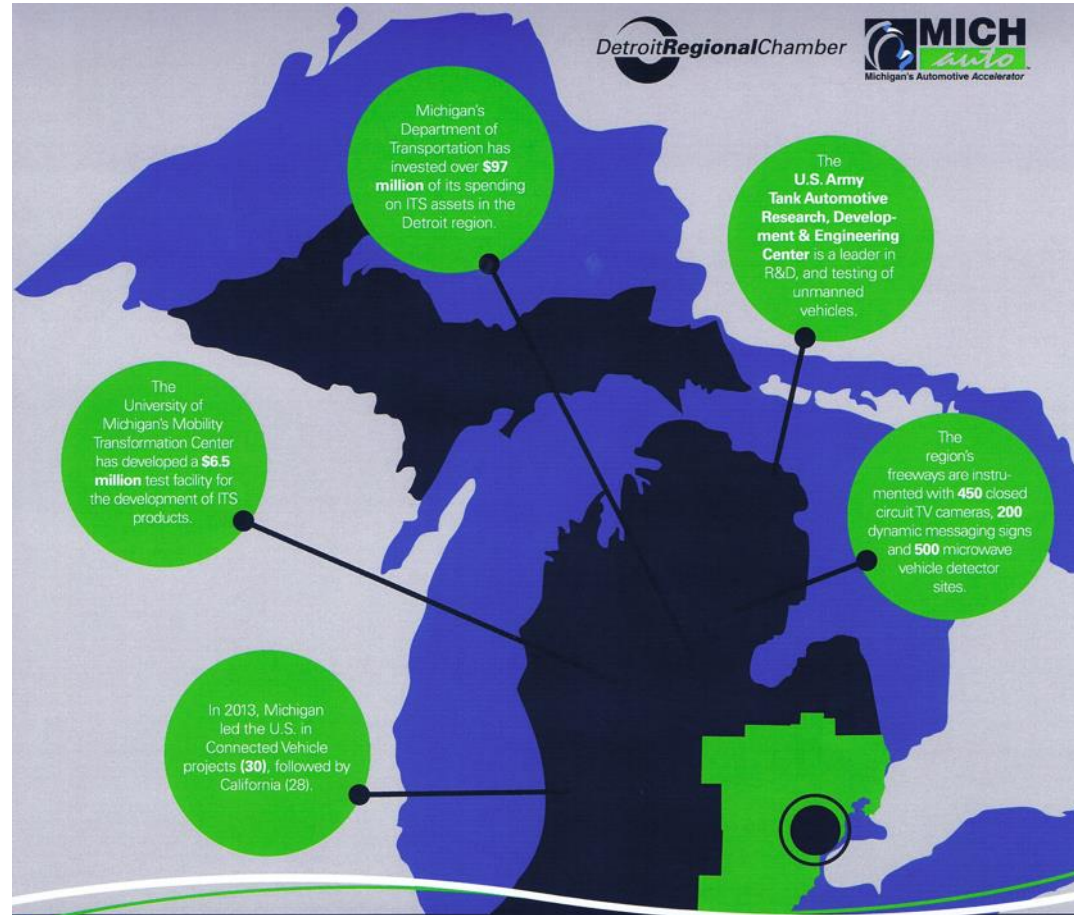 DetroitRegionalChamber
MICH
auto
Michigan's Automotive Accelerator
Michigan's
Department of
Transportation has
invested over $97
million of its spending
on ITS assets in the
Detroit region.
The
U.S. Army
Tank Automotive
Research, Develop-
ment & Engineering
Center is a leader in
R&D, and testing of
unmanned
vehicles.
The
University of
Michigan's Mobility
Transformation Center
has developed a $6.5
million test facility for
the development of ITS
products.
The
region's
freeways are instru-
mented with 450 closed
circuit TV cameras, 200
dynamic messaging signs
and 500 microwave
vehicle detector
sites.
In 2013, Michigan
led the U.S. in
Connected Vehicle
projects (30), followed by
California (28).